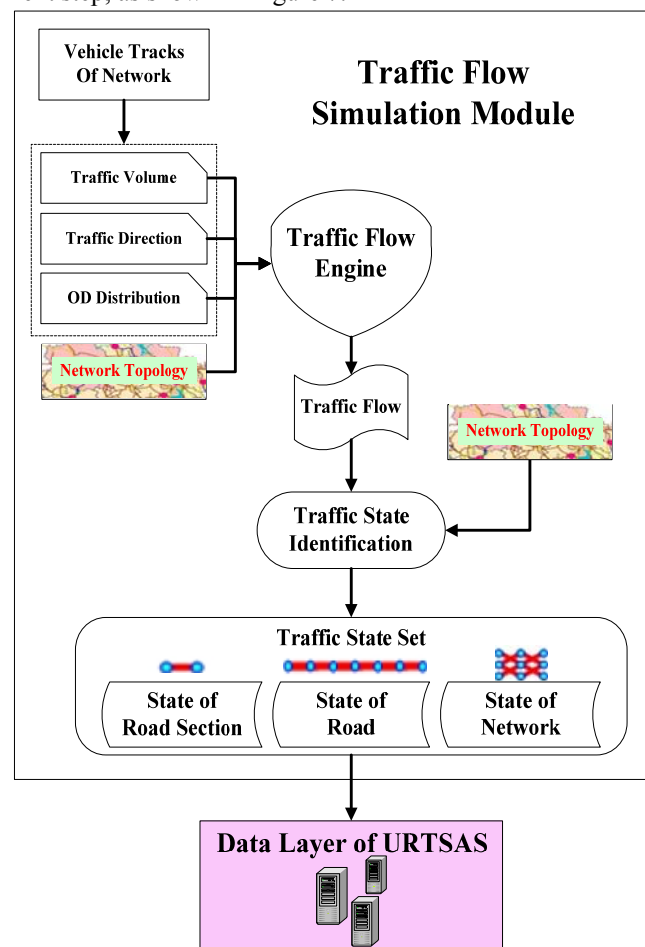 Vehicle Tracks
Of Network
Traffic Flow
Simulation Module
Traffic Volume
Traffic Direction
OD Distribution
Network Topology
Traffic Flow
Engine
Traffic Flow
Network Topology
Traffic State
Identification
Traffic State Set
State of
Road Section
State of
Road
State of
Network
Data Layer of URTSAS